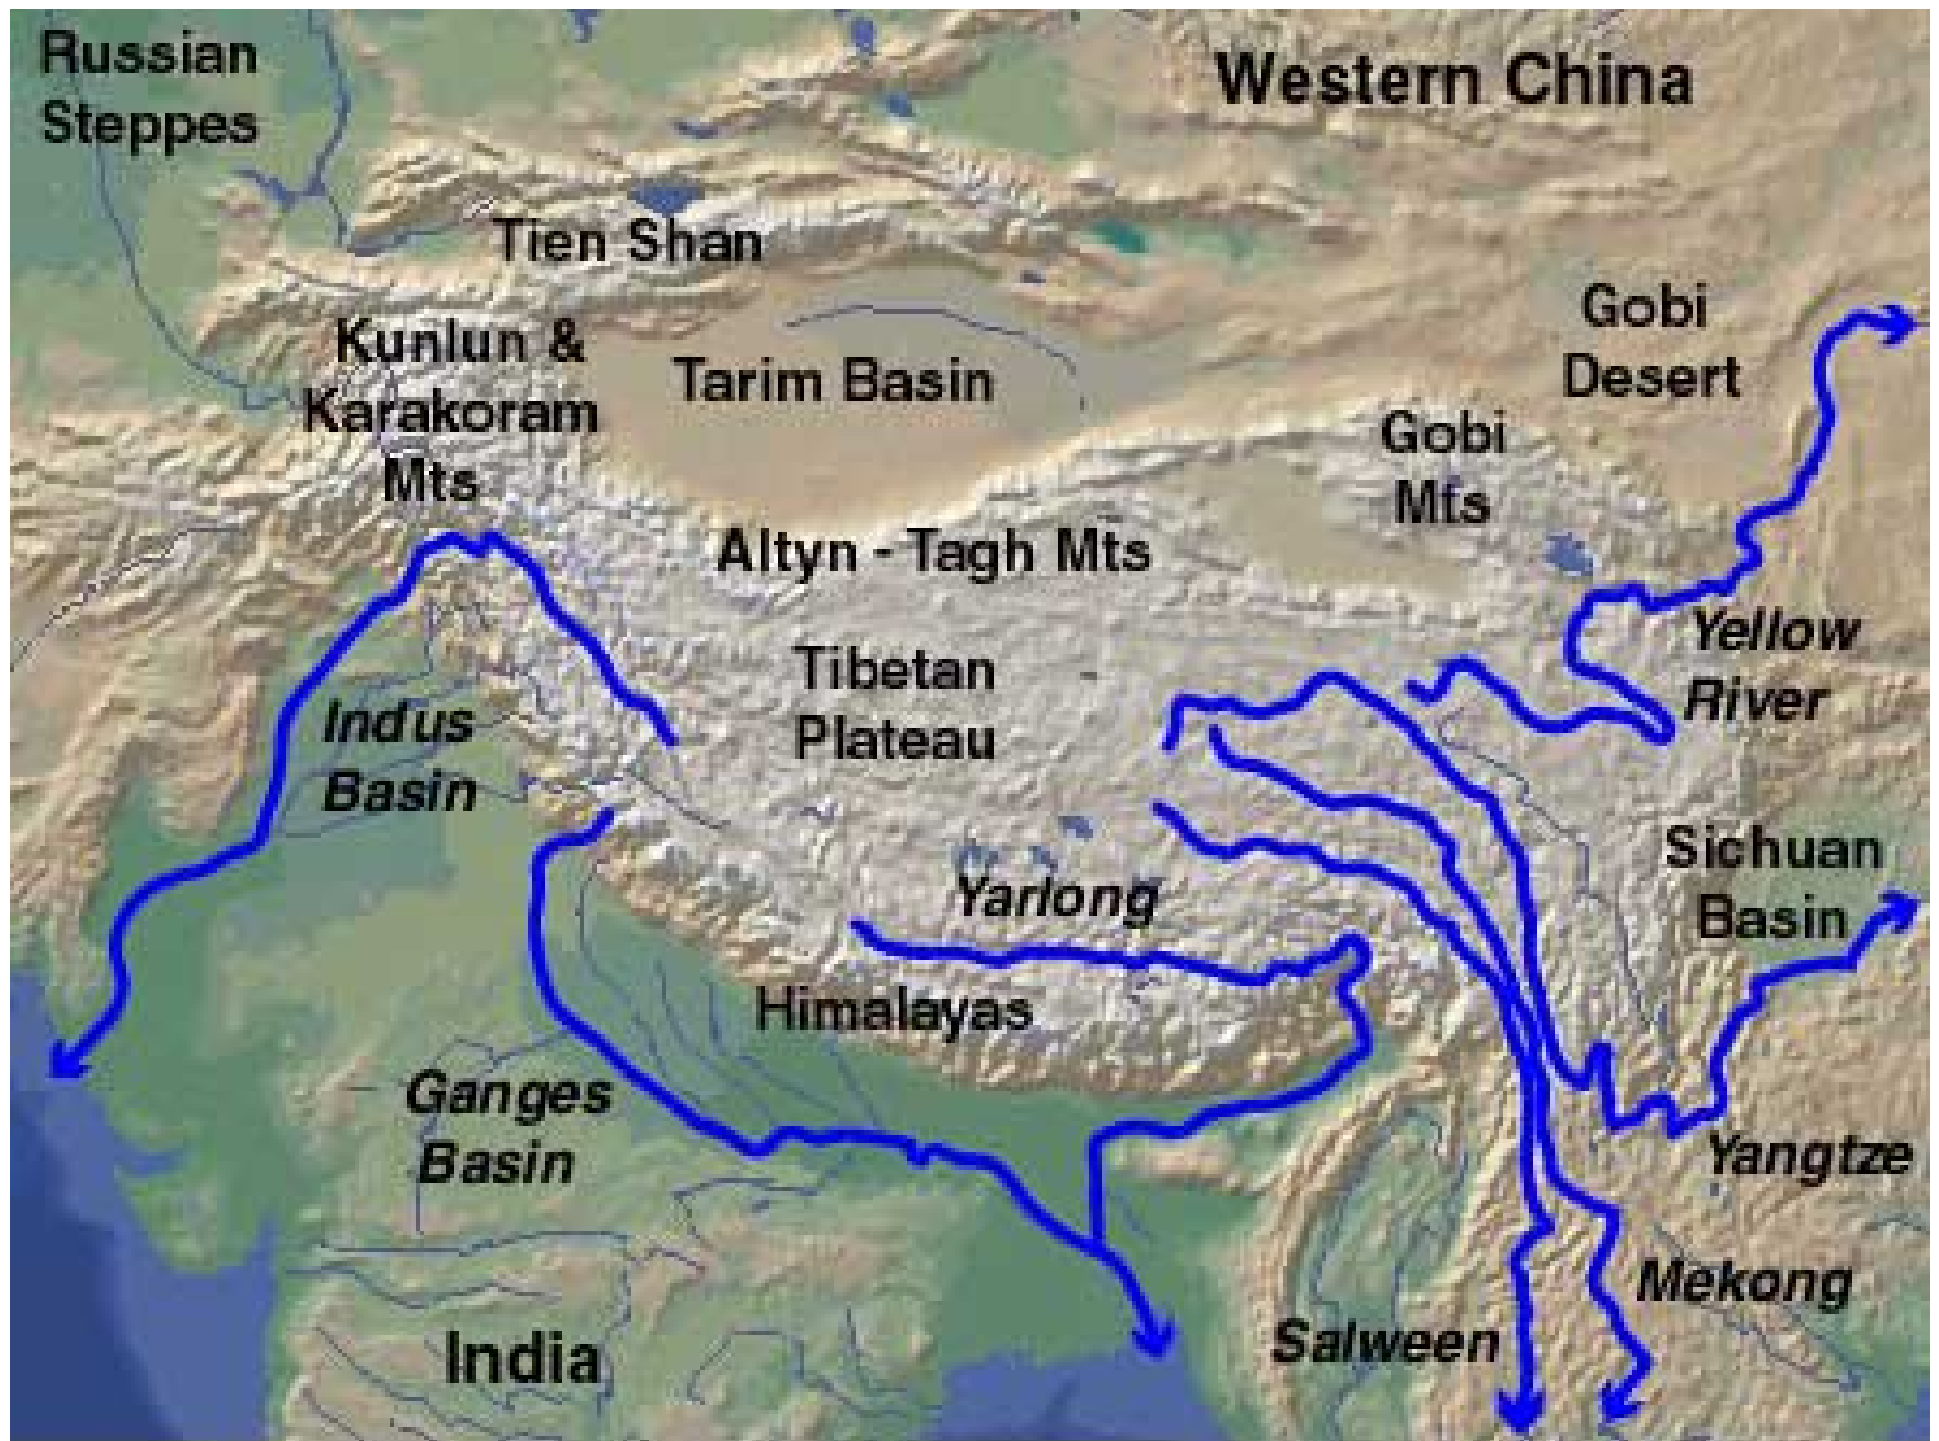 Russian
Steppes
Western China
Tien Shan
Gobi
Desert
Kunlun &
Karakoram
Mts
Tarim Basin
Gobi
Mts
Altyn - Tagh Mts
Yellow
River
Tibetan
Plateau
Indus
Basin
Sichuan
Basin
Yarlong
Himalayas
Ganges
Basin
Yangtze
Mekong
Salween
India